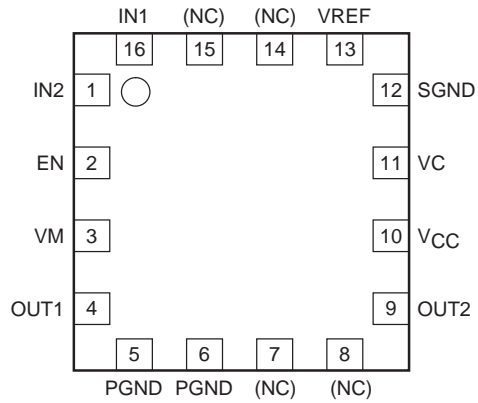 IN1 (NC) (NC) VREF
16 15 14 13
IN2 1 12 SGND
EN 2 11 VC
VM 3 10 VCC
OUT1 4 9 OUT2
5 6 7 8
PGND PGND (NC) (NC)